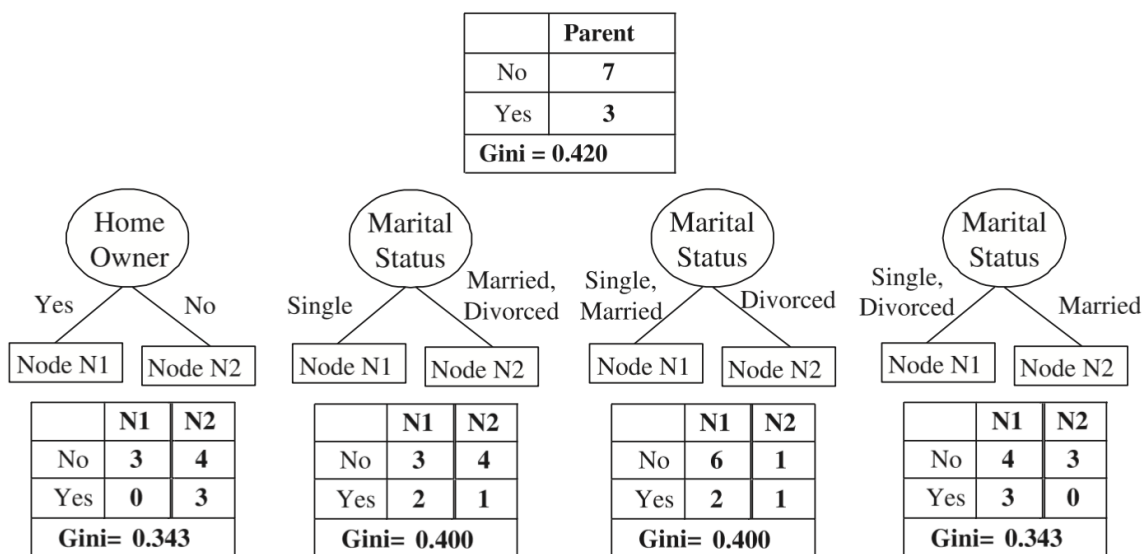 Parent
No 7
Yes 3
Gini = 0.420
Home
Owner
Yes
No
Node N1
Node N2
N1 N2
No 3 4
Yes 0 3
Gini= 0.343
Marital
Status
Single
Married,
Divorced
Node N1
Node N2
N1 N2
No 3 4
Yes 2 1
Gini= 0.400
Marital
Status
Single,
Married
Divorced
Node N1
Node N2
N1 N2
No 6 1
Yes 2 1
Gini= 0.400
Marital
Status
Single,
Divorced
Married
Node N1
Node N2
N1 N2
No 4 3
Yes 3 0
Gini= 0.343